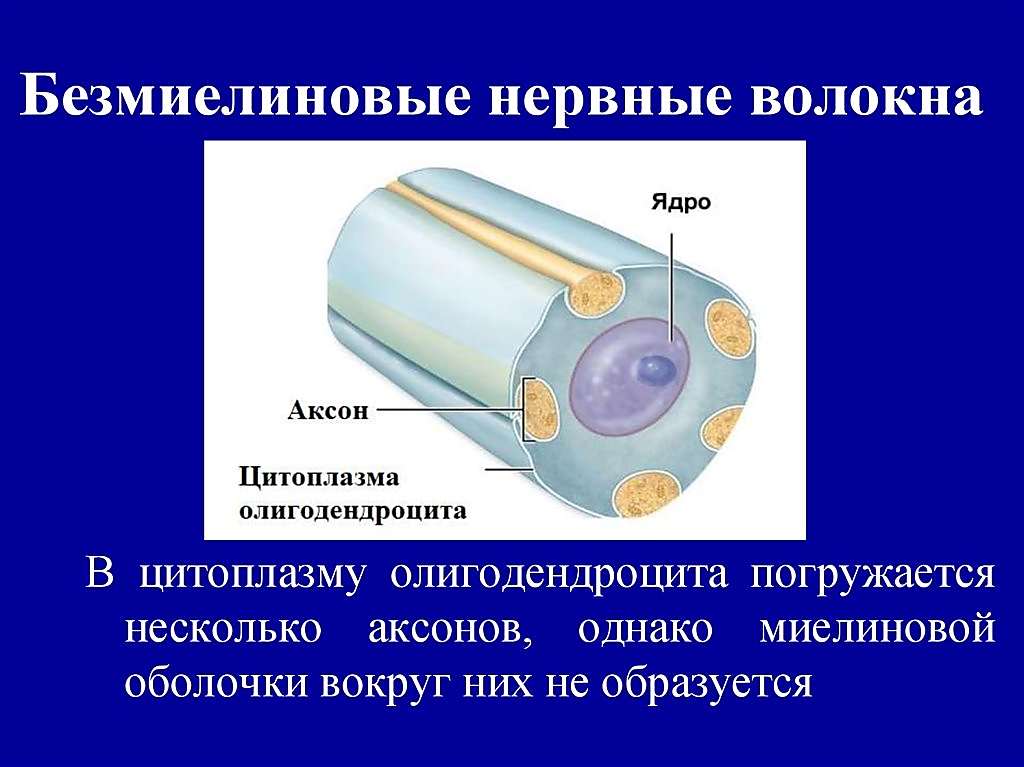 Безмиелиновые нервные волокна
Ядро
Аксон
Цитоплазма
олигодендроцита
В цитоплазму олигодендроцита погружается
несколько аксонов, однако миелиновой
оболочки вокруг них не образуется